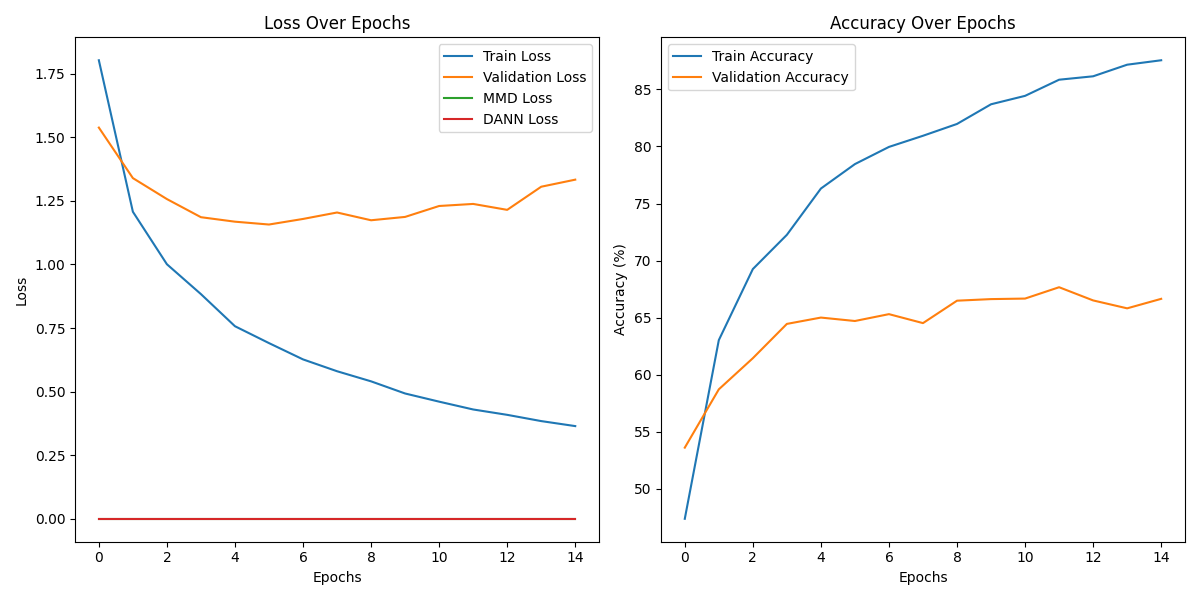 Loss Over Epochs
Train Loss
Validation Loss
MMD Loss
DANN Loss
1.75
1.50
1.25
1.00
0.75
0.50
0.25
0.00
Loss
0 2 4 6 8 10 12 14
Epochs
Accuracy Over Epochs
Train Accuracy
Validation Accuracy
85
80
75
70
65
60
55
50
Accuracy (%)
0 2 4 6 8 10 12 14
Epochs